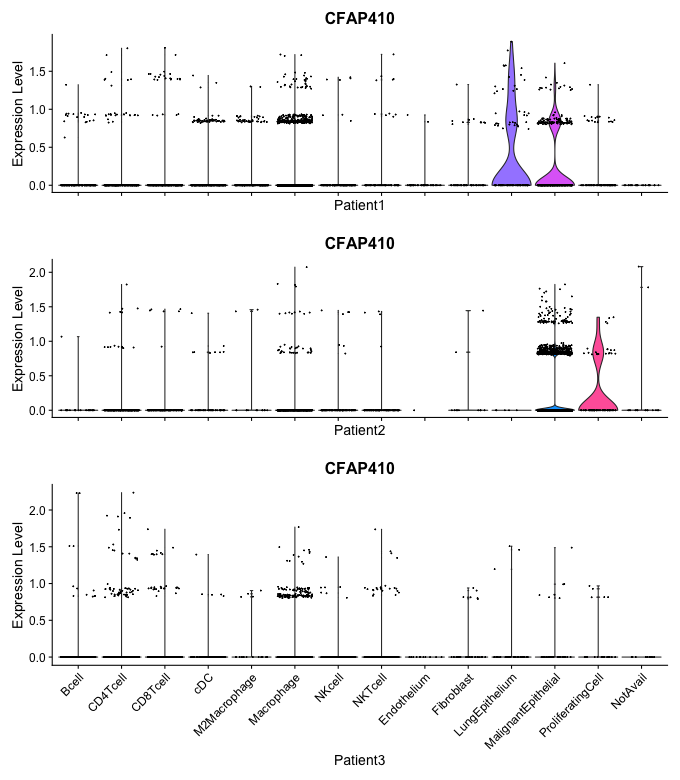 CFAP410
Expression Level
1.5
1.0
0.5
0.0
Patient1
CFAP410
Expression Level
2.0
1.5
1.0
0.5
0.0
Patient2
CFAP410
Expression Level
2.0
1.5
1.0
0.5
0.0
Bcell
CD4Tcell
CD8Tcell
cDC
M2Macrophage
Macrophage
NKcell
NKTcell
Endothelium
Fibroblast
LungEpithelium
MalignantEpithelial
ProliferatingCell
NotAvail
Patient3